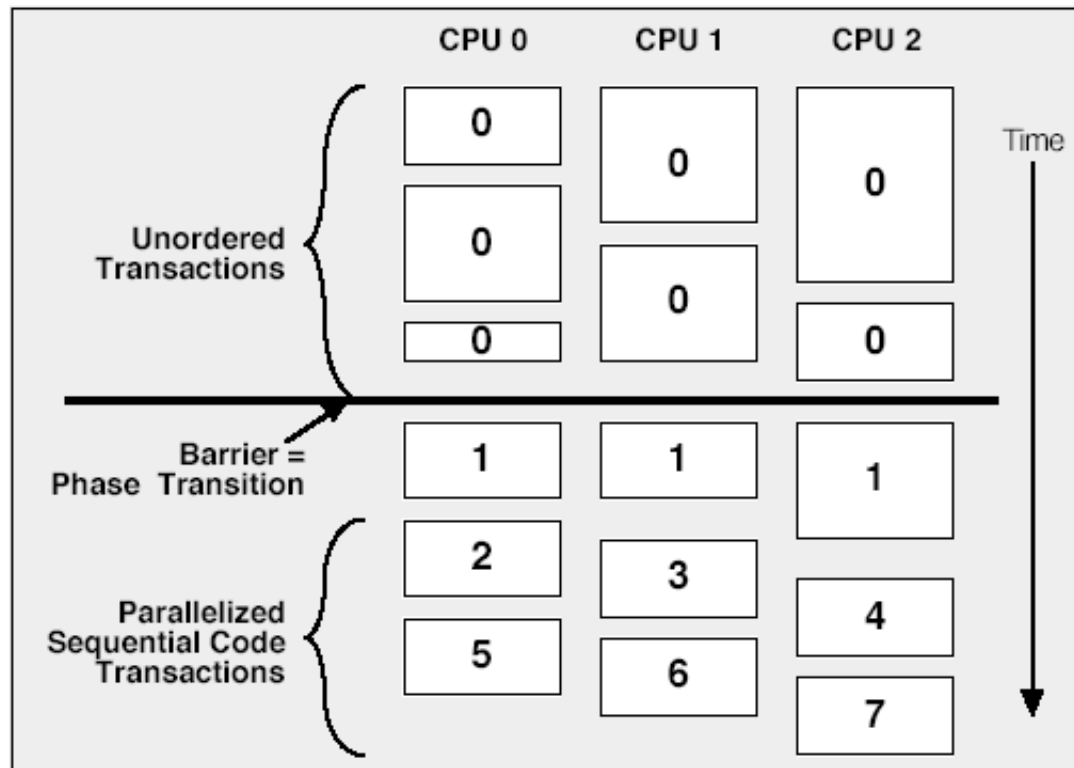 CPU 0 CPU 1 CPU 2
0 0 0
Time
Unordered
Transactions
0 0 0
0
Barrier =
Phase Transition
1 1 1
2 3 4
Parallelized
Sequential Code
Transactions
5 6 7